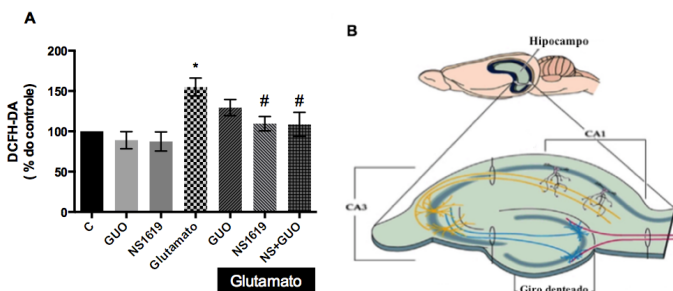 A
DCFH-DA
( % do controle)
200
150
100
50
0
*
#
#
C
GUO
NS1619
Glutamato
GUO
NS1619
NS+GUO
Glutamato
B
Hipocampo
CA1
CA3
Giro denteado